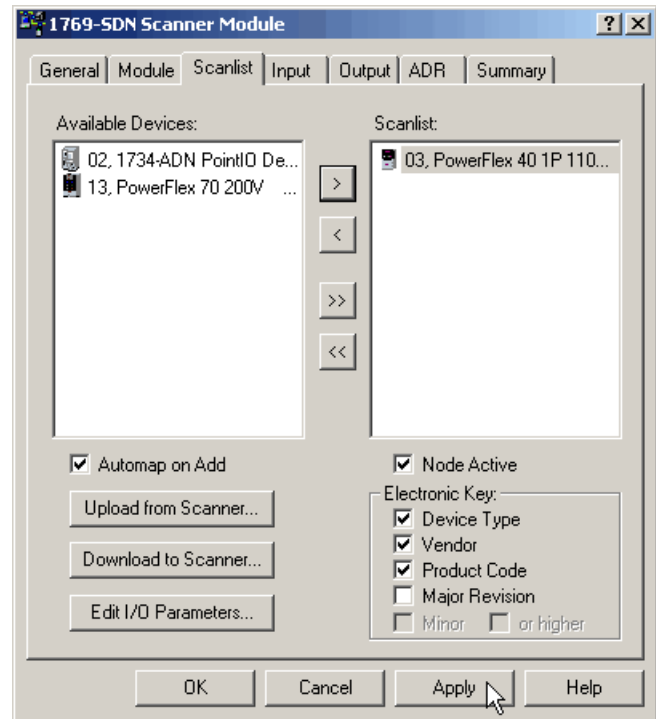 1769-SDN Scanner Module
General Module Scanlist Input Output ADR Summary
Available Devices: Scanlist:
02, 1734-ADN PointIO De... > 03, PowerFlex 40 1P 110...
13, PowerFlex 70 200V ...
<
>>
<<
Automap on Add Node Active
Upload from Scanner... Electronic Key:
Device Type
Vendor
Download to Scanner... Product Code
Major Revision
Edit I/O Parameters... Minor or higher
OK Cancel Apply Help